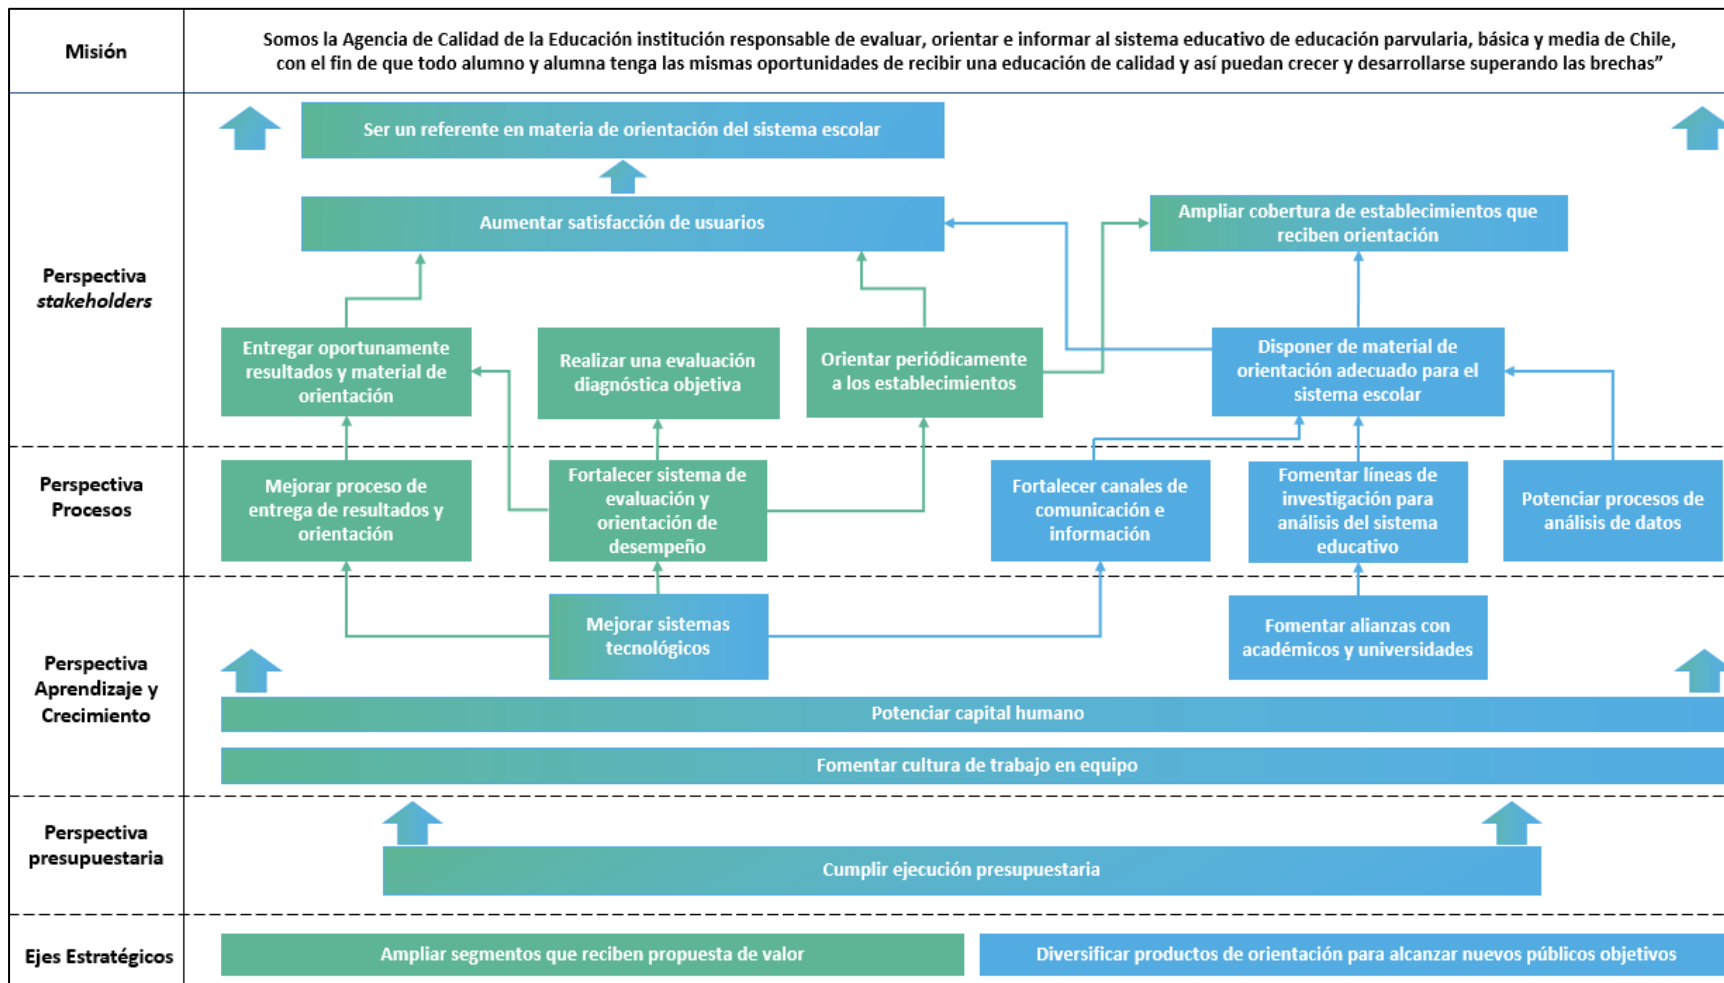 Misión
Somos la Agencia de Calidad de la Educación institución responsable de evaluar, orientar e informar al sistema educativo de educación parvularia, básica y media de Chile,
con el fin de que todo alumno y alumna tenga las mismas oportunidades de recibir una educación de calidad y así puedan crecer y desarrollarse superando las brechas”
Perspectiva
stakeholders
Ser un referente en materia de orientación del sistema escolar
Aumentar satisfacción de usuarios
Ampliar cobertura de establecimientos que
reciben orientación
Entregar oportunamente
resultados y material de
orientación
Realizar una evaluación
diagnóstica objetiva
Orientar periódicamente
a los establecimientos
Disponer de material de
orientación adecuado para el
sistema escolar
Perspectiva
Procesos
Mejorar proceso de
entrega de resultados y
orientación
Fortalecer sistema de
evaluación y
orientación de
desempeño
Fortalecer canales de
comunicación e
información
Fomentar líneas de
investigación para
análisis del sistema
educativo
Potenciar procesos de
análisis de datos
Perspectiva
Aprendizaje y
Crecimiento
Mejorar sistemas
tecnológicos
Fomentar alianzas con
académicos y universidades
Potenciar capital humano
Fomentar cultura de trabajo en equipo
Perspectiva
presupuestaria
Cumplir ejecución presupuestaria
Ejes Estratégicos
Ampliar segmentos que reciben propuesta de valor
Diversificar productos de orientación para alcanzar nuevos públicos objetivos